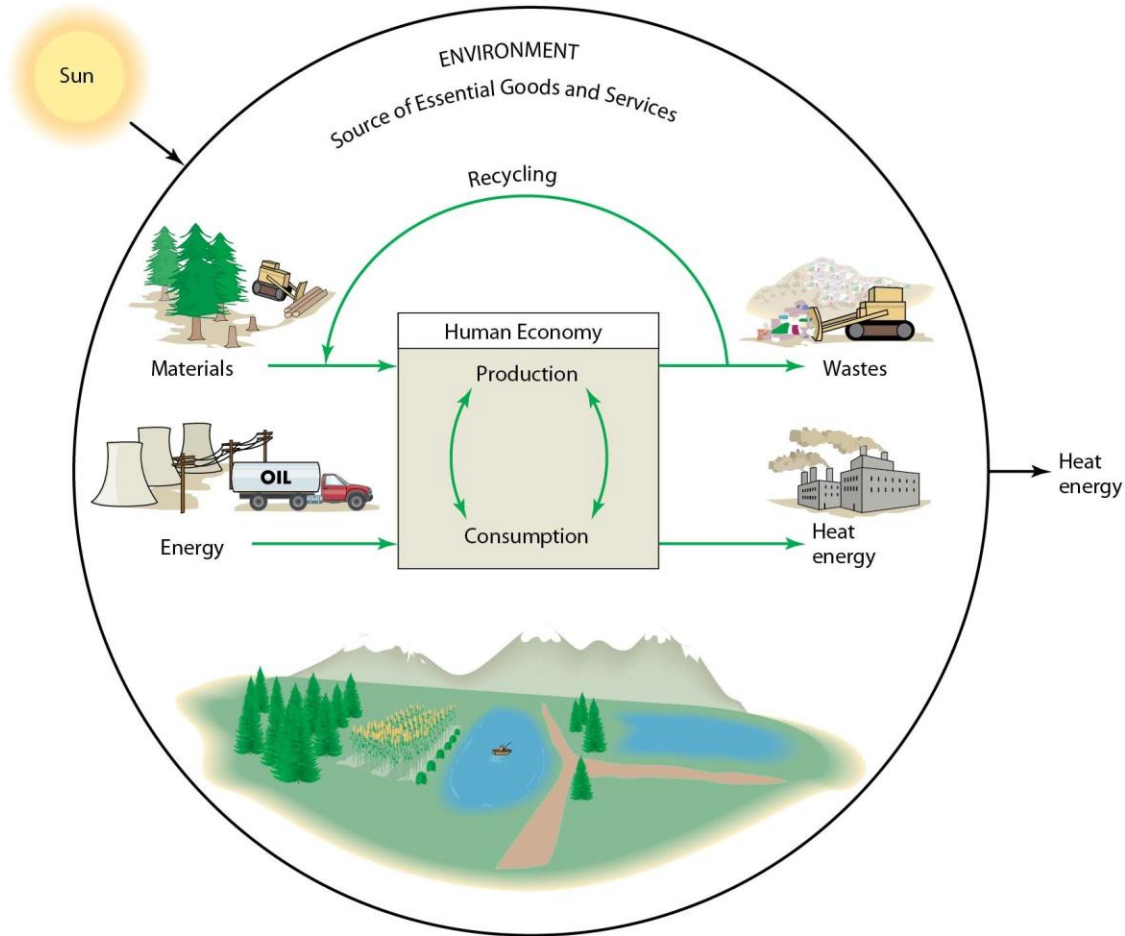 Sun
ENVIRONMENT
Source of Essential Goods and Services
Recycling
Human Economy
Materials
Production
Wastes
OIL
Energy
Consumption
Heat
energy
Heat
energy